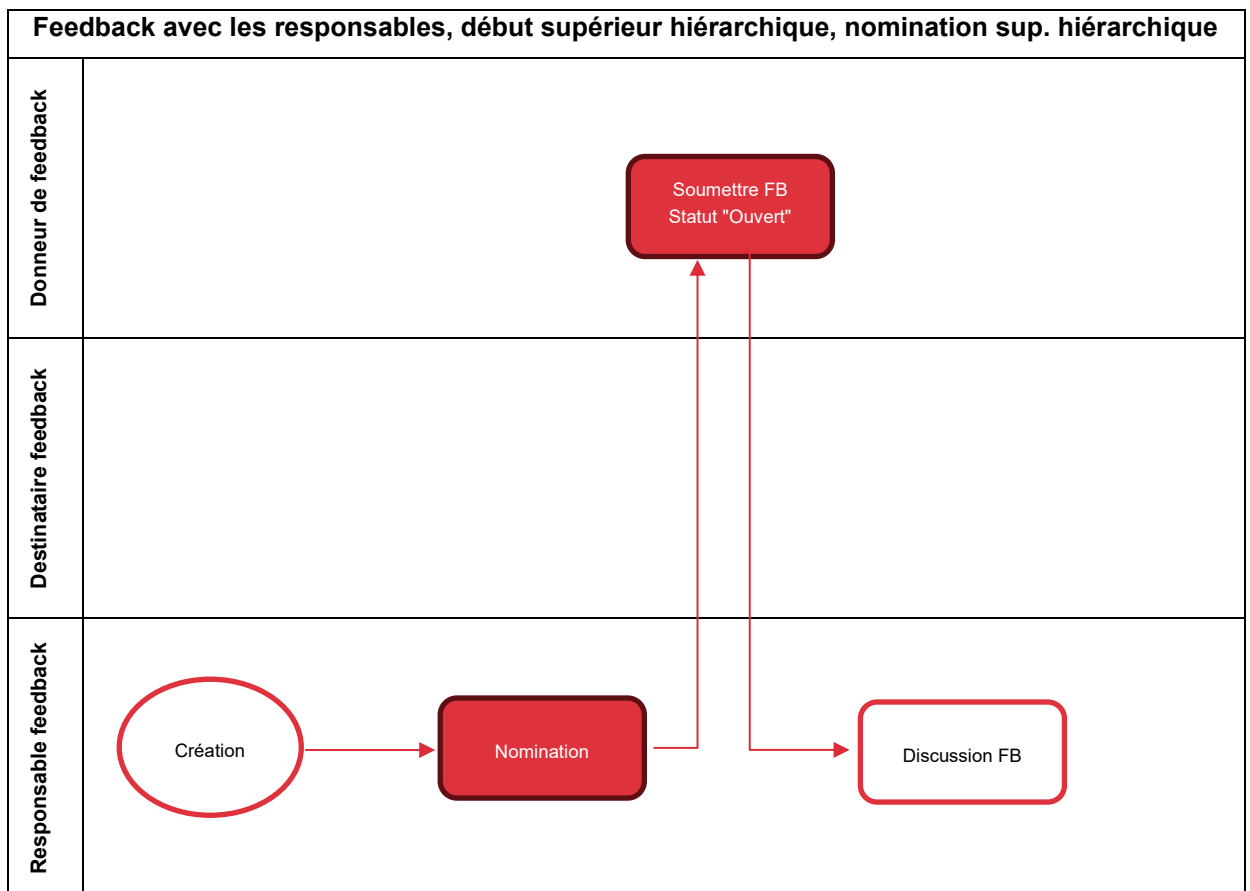 Feedback avec les responsables, début supérieur hiérarchique, nomination sup. hiérarchique
Donneur de feedback
Soumettre FB
Statut "Ouvert"
Destinataire feedback
Responsable feedback
Création
Nomination
Discussion FB